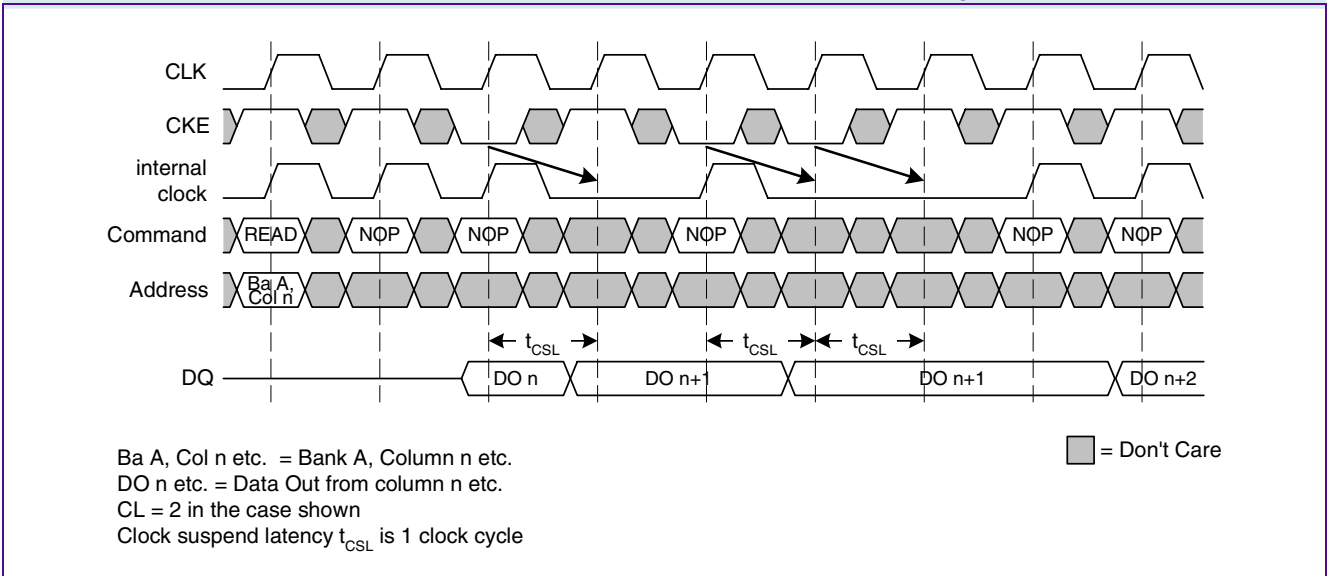 CLK
CKE
internal
clock
Command READ NOP NOP NOP NOP NOP
Address Ba A,
Col n
tCSL tCSL tCSL
DQ DO n DO n+1 DO n+1 DO n+2
Ba A, Col n etc. = Bank A, Column n etc.
DO n etc. = Data Out from column n etc.
CL = 2 in the case shown
Clock suspend latency tCSL is 1 clock cycle
= Don't Care